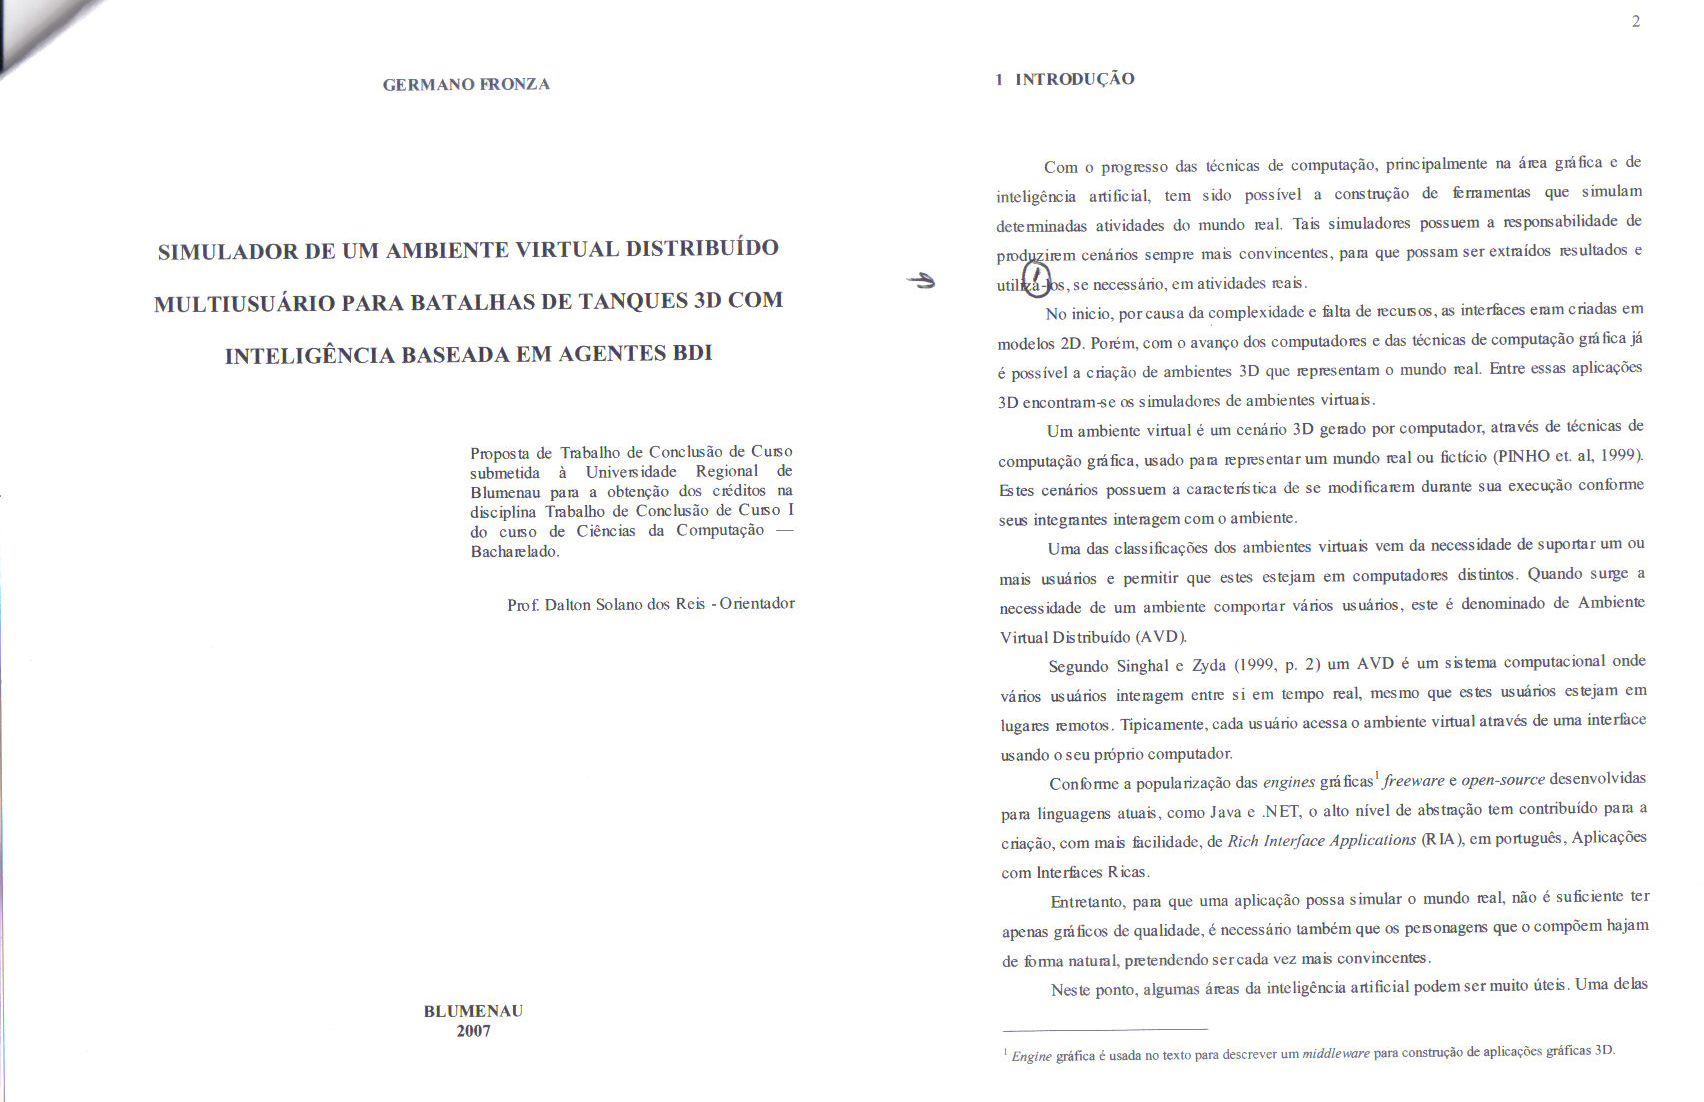 GERMANO FRONZA
SIMULADOR DE UM AMBIENTE VIRTUAL DISTRIBUÍDO
MULTIUSUÁRIO PARA BATALHAS DE TANQUES 3D COM
INTELIGÊNCIA BASEADA EM AGENTES BDI
Proposta de Trabalho de Conclusão de Curso
submetida à Universidade Regional de
Blumenau para a obtenção dos créditos na
disciplina Trabalho de Conclusão de Curso I
do curso de Ciências da Computação —
Bacharelado.
Prof. Dalton Solano dos Reis - Orientador
BLUMENAU
2007
2
1 INTRODUÇÃO
Com o progresso das técnicas de computação, principalmente na área gráfica e de
inteligência artificial, tem sido possível a construção de ferramentas que simulam
determinadas atividades do mundo real. Tais simuladores possuem a responsabilidade de
produzirem cenários sempre mais convincentes, para que possam ser extraídos resultados e
utilizá-los, se necessário, em atividades reais.
No inicio, por causa da complexidade e falta de recursos, as interfaces eram criadas em
modelos 2D. Porém, com o avanço dos computadores e das técnicas de computação gráfica já
é possível a criação de ambientes 3D que representam o mundo real. Entre essas aplicações
3D encontram-se os simuladores de ambientes virtuais.
Um ambiente virtual é um cenário 3D gerado por computador, através de técnicas de
computação gráfica, usado para representar um mundo real ou fictício (PINHO et. al, 1999).
Estes cenários possuem a característica de se modificarem durante sua execução conforme
seus integrantes interagem com o ambiente.
Uma das classificações dos ambientes virtuais vem da necessidade de suportar um ou
mais usuários e permitir que estes estejam em computadores distintos. Quando surge a
necessidade de um ambiente comportar vários usuários, este é denominado de Ambiente
Virtual Distribuído (AVD).
Segundo Singhal e Zyda (1999, p. 2) um AVD é um sistema computacional onde
vários usuários interagem entre si em tempo real, mesmo que estes usuários estejam em
lugares remotos. Tipicamente, cada usuário acessa o ambiente virtual através de uma interface
usando o seu próprio computador.
Conforme a popularização das engines gráficas1 freeware e open-source desenvolvidas
para linguagens atuais, como Java e .NET, o alto nível de abstração tem contribuído para a
criação, com mais facilidade, de Rich Interface Applications (RIA), em português, Aplicações
com Interfaces Ricas.
Entretanto, para que uma aplicação possa simular o mundo real, não é suficiente ter
apenas gráficos de qualidade, é necessário também que os personagens que o compõem hajam
de forma natural, pretendendo ser cada vez mais convincentes.
Neste ponto, algumas áreas da inteligência artificial podem ser muito úteis. Uma delas
1 Engine gráfica é usada no texto para descrever um middleware para construção de aplicações gráficas 3D.